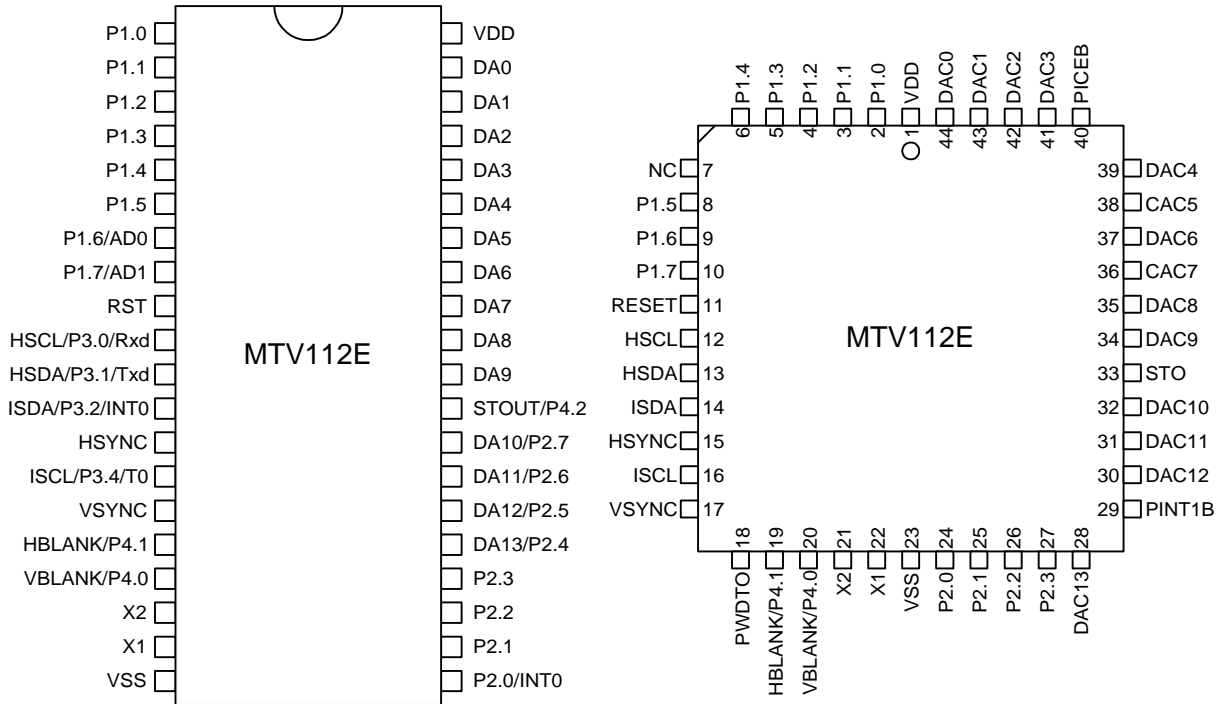 P1.0
P1.1
P1.2
P1.3
P1.4
P1.5
P1.6/AD0
P1.7/AD1
RST
HSCL/P3.0/Rxd
HSDA/P3.1/Txd
ISDA/P3.2/INT0
HSYNC
ISCL/P3.4/T0
VSYNC
HBLANK/P4.1
VBLANK/P4.0
X2
X1
VSS
MTV112E
VDD
DA0
DA1
DA2
DA3
DA4
DA5
DA6
DA7
DA8
DA9
STOUT/P4.2
DA10/P2.7
DA11/P2.6
DA12/P2.5
DA13/P2.4
P2.3
P2.2
P2.1
P2.0/INT0
P1.4
P1.3
P1.2
P1.1
P1.0
VDD
DAC0
DAC1
DAC2
DAC3
PICEB
6
5
4
3
2
1
44
43
42
41
40
NC 7
P1.5 8
P1.6 9
P1.7 10
RESET 11
HSCL 12
HSDA 13
ISDA 14
HSYNC 15
ISCL 16
VSYNC 17
MTV112E
39 DAC4
38 CAC5
37 DAC6
36 CAC7
35 DAC8
34 DAC9
33 STO
32 DAC10
31 DAC11
30 DAC12
29 PINT1B
18
19
20
21
22
23
24
25
26
27
28
PWDTO
HBLANK/P4.1
VBLANK/P4.0
X2
X1
VSS
P2.0
P2.1
P2.2
P2.3
DAC13